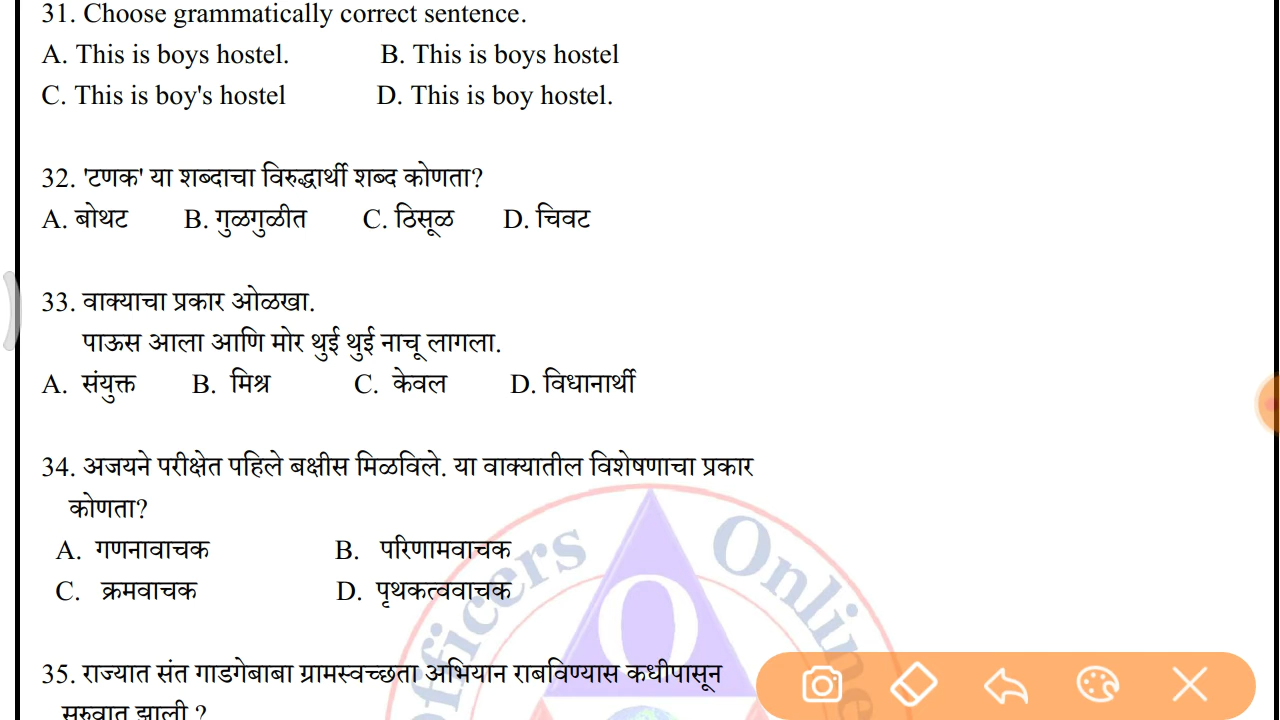 31. Choose grammatically correct sentence.
A. This is boys hostel. B. This is boys hostel
C. This is boy's hostel D. This is boy hostel.
32. 'टणक' या शब्दाचा विरुद्धार्थी शब्द कोणता?
A. बोथट B. गुळगुळीत C. ठिसूळ D. चिवट
33. वाक्याचा प्रकार ओळखा.
पाऊस आला आणि मोर थुई थुई नाचू लागला.
A. संयुक्त B. मिश्र C. केवल D. विधानार्थी
34. अजयने परीक्षेत पहिले बक्षीस मिळविले. या वाक्यातील विशेषणाचा प्रकार
कोणता?
A. गणनावाचक B. परिणामवाचक
C. क्रमवाचक D. पृथकत्ववाचक
Officers Online
35. राज्यात संत गाडगेबाबा ग्रामस्वच्छता अभियान राबविण्यास कधीपासून
सुरुवात झाली ?